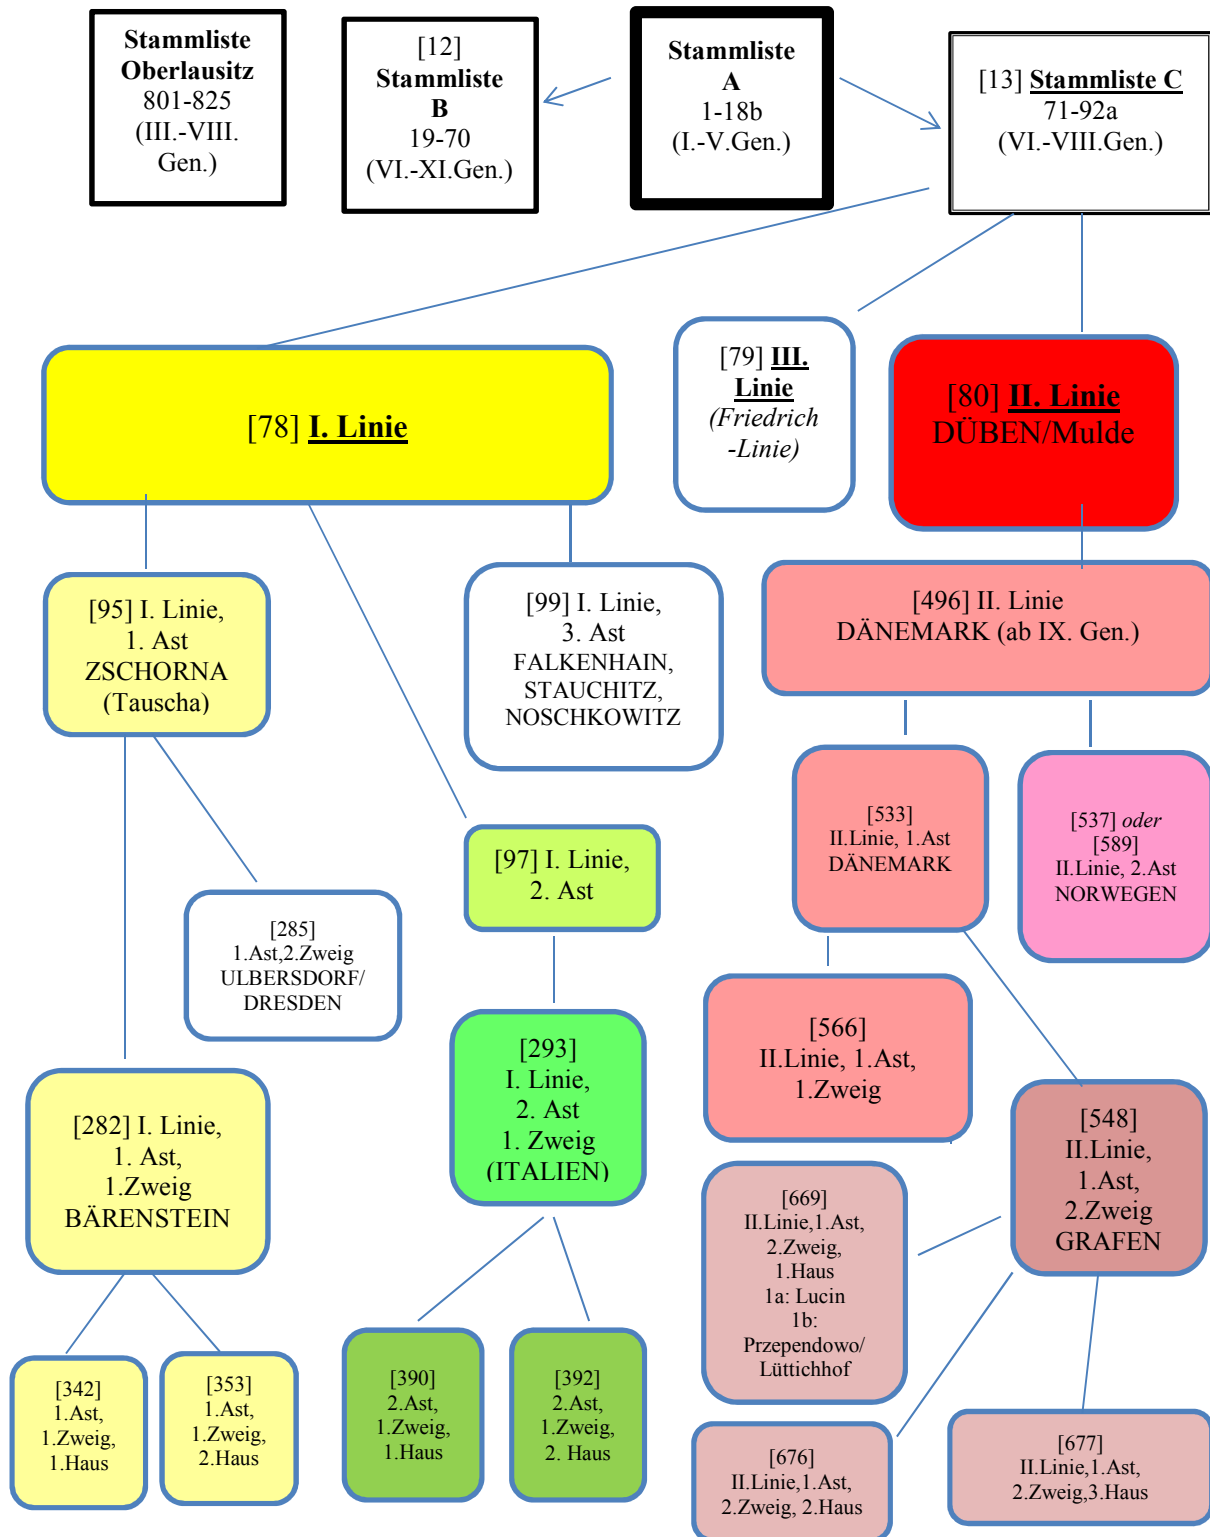 Stammliste
Oberlausitz
801-825
(III.-VIII.
Gen.)
[12]
Stammliste
B
19-70
(VI.-XI.Gen.)
Stammliste
A
1-18b
(I.-V.Gen.)
[13] Stammliste C
71-92a
(VI.-VIII.Gen.)
[78] I. Linie
[79] III.
Linie
(Friedrich
-Linie)
[80] II. Linie
DÜBEN/Mulde
[95] I. Linie,
1. Ast
ZSCHORNA
(Tauscha)
[99] I. Linie,
3. Ast
FALKENHAIN,
STAUCHITZ,
NOSCHKOWITZ
[496] II. Linie
DÄNEMARK (ab IX. Gen.)
[97] I. Linie,
2. Ast
[533]
II.Linie, 1.Ast
DÄNEMARK
[537] oder
[589]
II.Linie, 2.Ast
NORWEGEN
[285]
1.Ast,2.Zweig
ULBERSDORF/
DRESDEN
[293]
I. Linie,
2. Ast
1. Zweig
(ITALIEN)
[566]
II.Linie, 1.Ast,
1.Zweig
[282] I. Linie,
1. Ast,
1.Zweig
BÄRENSTEIN
[548]
II.Linie,
1.Ast,
2.Zweig
GRAFEN
[669]
II.Linie,1.Ast,
2.Zweig,
1.Haus
1a: Lucin
1b:
Przependowo/
Lüttichhof
[342]
1.Ast,
1.Zweig,
1.Haus
[353]
1.Ast,
1.Zweig,
2.Haus
[390]
2.Ast,
1.Zweig,
1.Haus
[392]
2.Ast,
1.Zweig,
2. Haus
[676]
II.Linie,1.Ast,
2.Zweig, 2.Haus
[677]
II.Linie,1.Ast,
2.Zweig,3.Haus